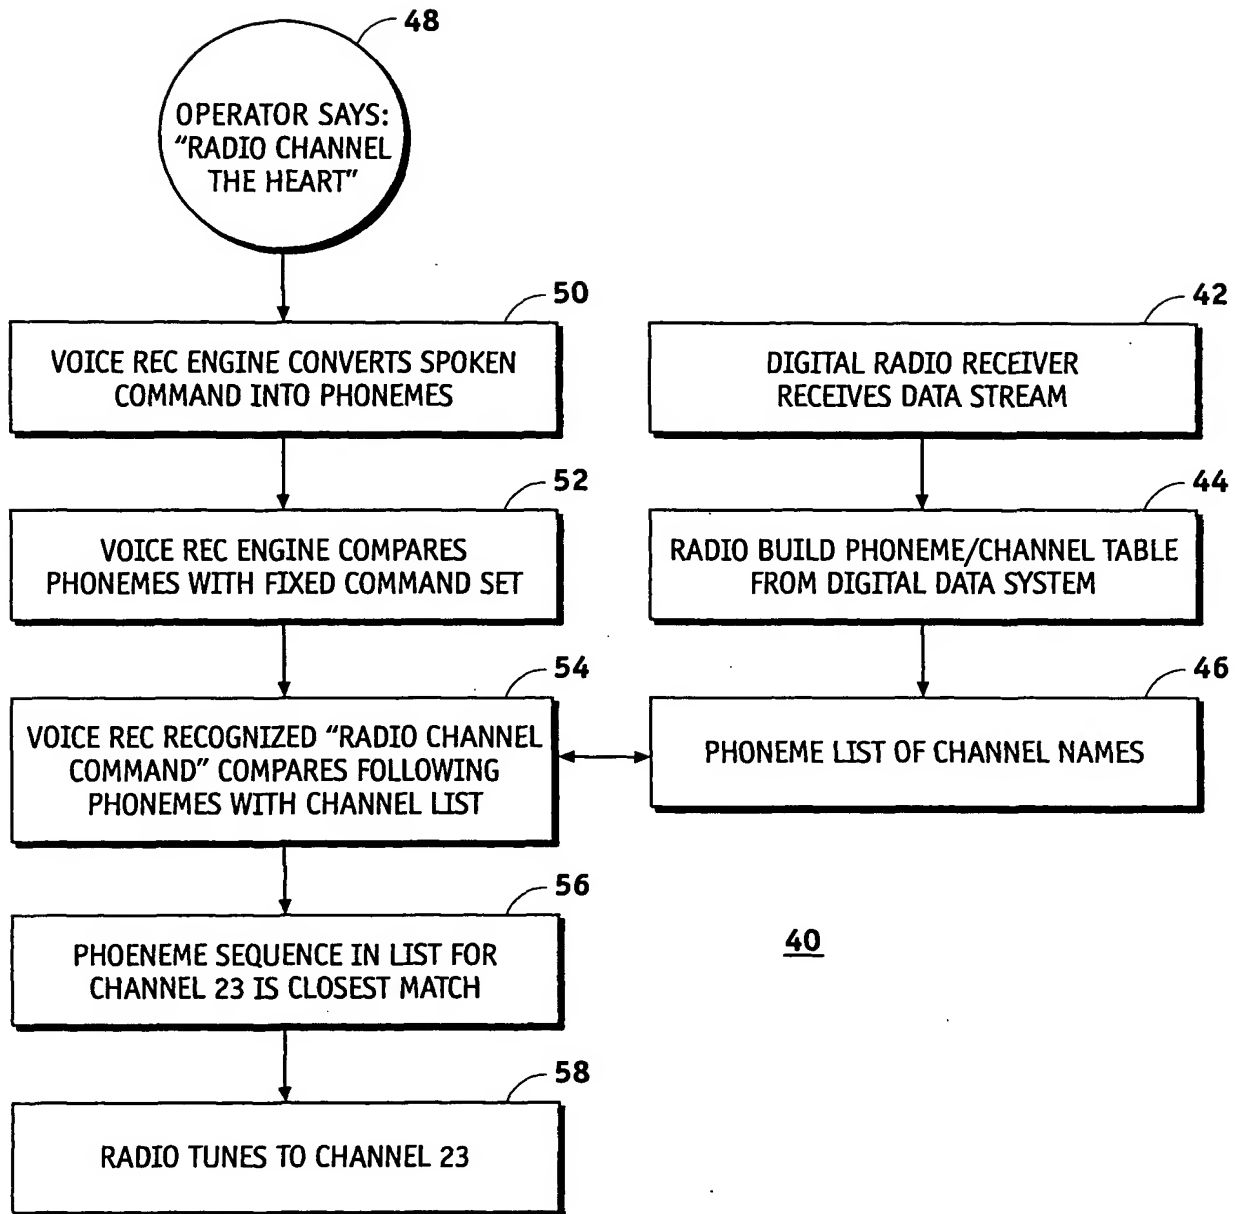 48
OPERATOR SAYS:
"RADIO CHANNEL
THE HEART"
50
VOICE REC ENGINE CONVERTS SPOKEN
COMMAND INTO PHONEMES
52
VOICE REC ENGINE COMPARES
PHONEMES WITH FIXED COMMAND SET
54
VOICE REC RECOGNIZED "RADIO CHANNEL
COMMAND" COMPARES FOLLOWING
PHONEMES WITH CHANNEL LIST
56
PHOENEME SEQUENCE IN LIST FOR
CHANNEL 23 IS CLOSEST MATCH
58
RADIO TUNES TO CHANNEL 23
42
DIGITAL RADIO RECEIVER
RECEIVES DATA STREAM
44
RADIO BUILD PHONEME/CHANNEL TABLE
FROM DIGITAL DATA SYSTEM
46
PHONEME LIST OF CHANNEL NAMES
40